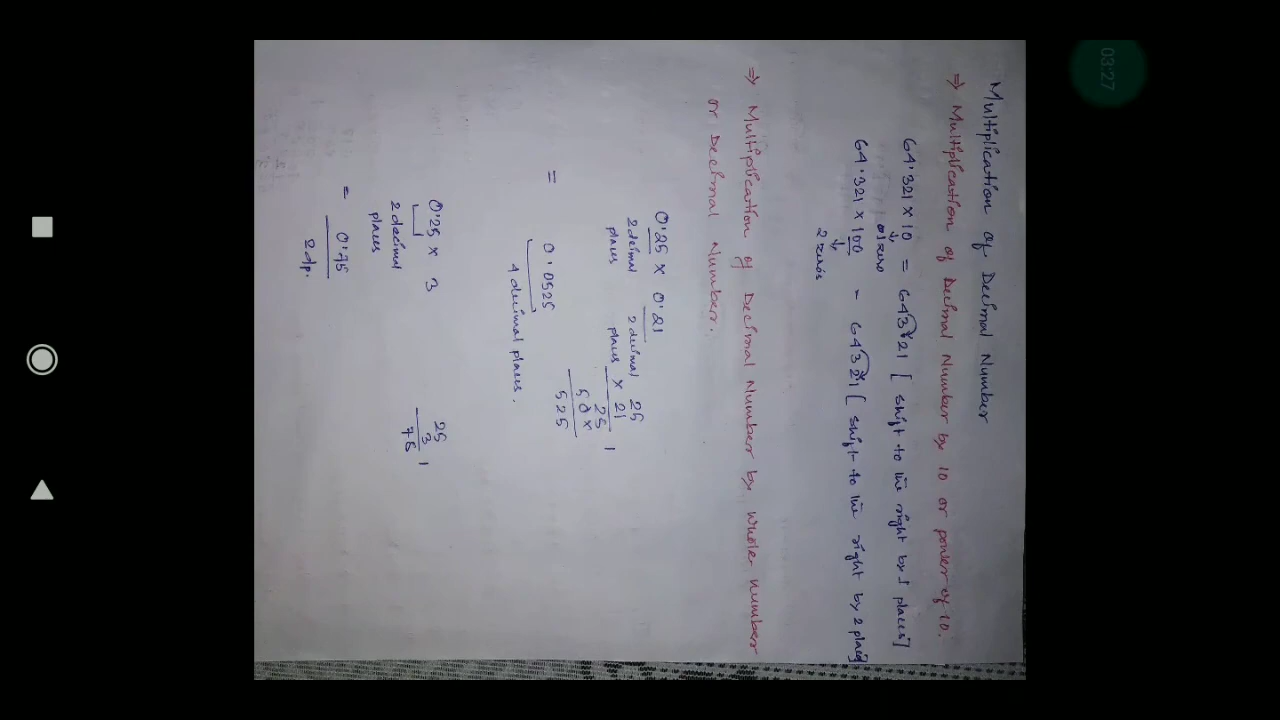 Multiplication of Decimal Number
⇒ Multiplication of Decimal Number by 10 or power of 10.
64.321 × 10 = 643.21 [ shift to the right by 1 places]
01 zero
64.321 × 100 = 6432.1 [ shift to the right by 2 places]
2 zeros
⇒ Multiplication of Decimal Number by whole number
or Decimal Number.
0.25 × 0.21
2 decimal places
2 decimal places
25
× 21
25
50×
525
= 0.0525
4 decimal places.
0.25 × 3
2 decimal places
25
3
75
= 0.75
2 dp.
03:27